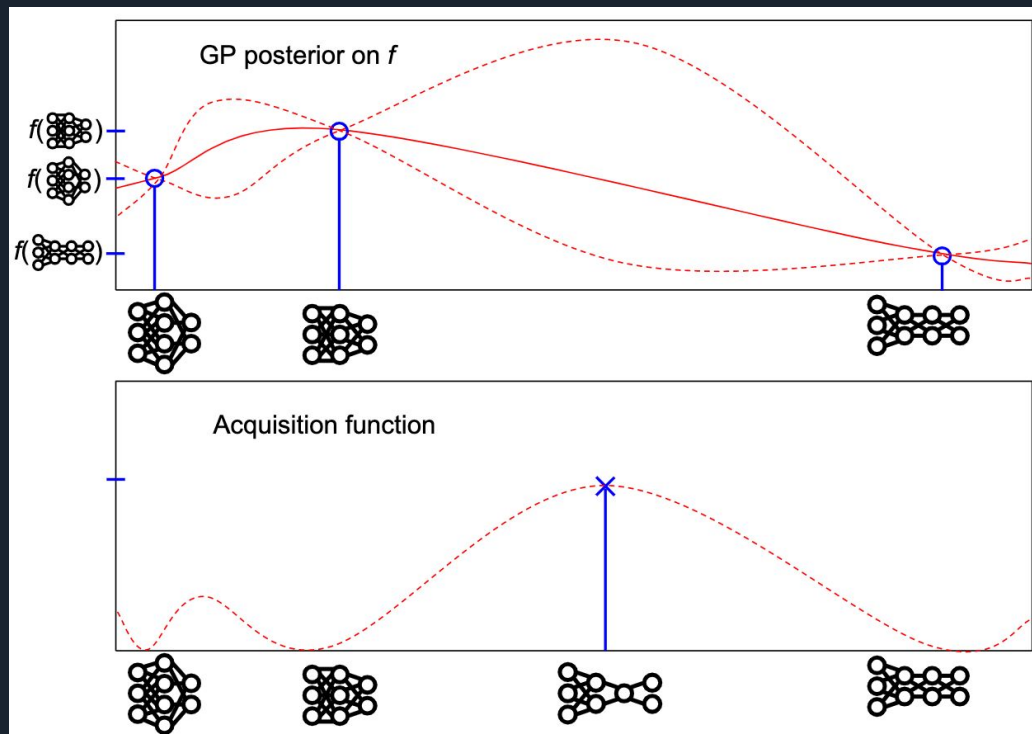 GP posterior on f
f( )
f( )
f( )
Acquisition function